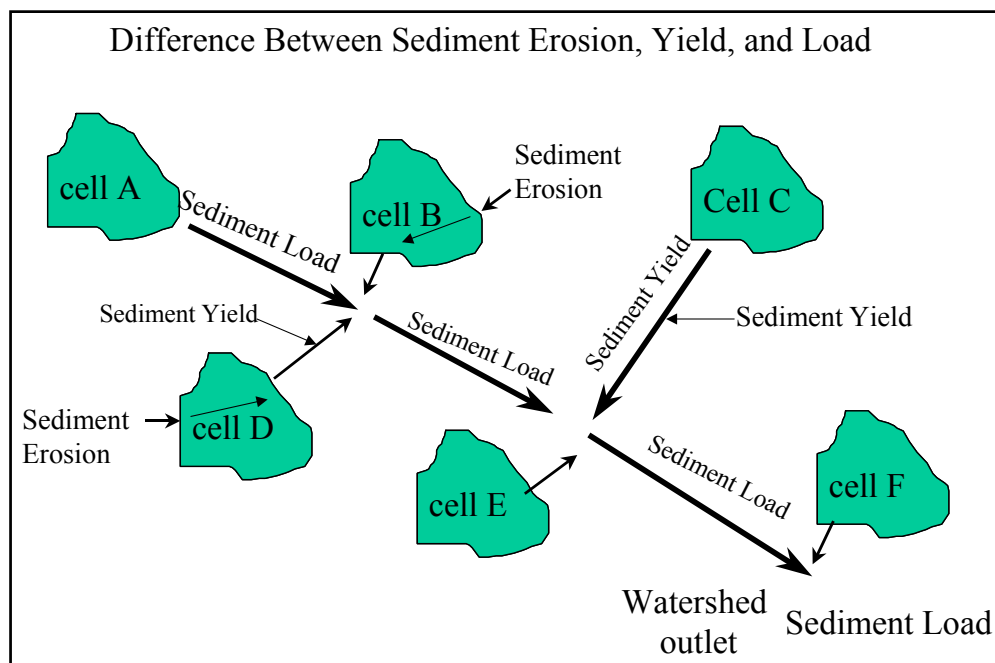 Difference Between Sediment Erosion, Yield, and Load
cell A
Sediment Load
cell B
Sediment
Erosion
Cell C
Sediment Yield
Sediment Yield
Sediment Yield
Sediment Load
Sediment
Erosion
cell D
cell E
Sediment Load
cell F
Watershed
outlet
Sediment Load